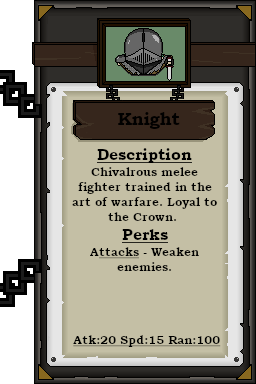 Knight
Description
Chivalrous melee
fighter trained in the
art of warfare. Loyal to
the Crown.
Perks
Attacks - Weaken
enemies.
Atk:20 Spd:15 Ran:100